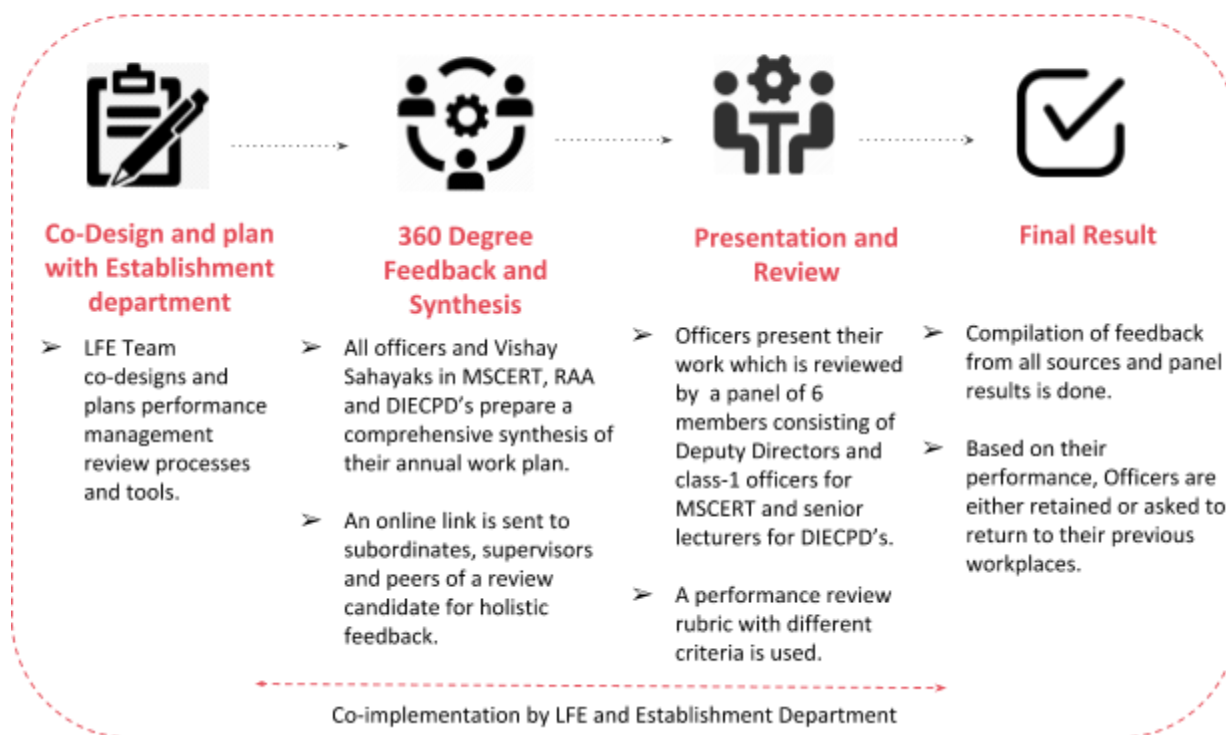 Co-Design and plan
with Establishment
department
➢ LFE Team
co-designs and
plans performance
management
review processes
and tools.
360 Degree
Feedback and
Synthesis
➢ All officers and Vishay
Sahayaks in MSCERT, RAA
and DIECPD's prepare a
comprehensive synthesis of
their annual work plan.
➢ An online link is sent to
subordinates, supervisors
and peers of a review
candidate for holistic
feedback.
Presentation and
Review
➢ Officers present their
work which is reviewed
by a panel of 6
members consisting of
Deputy Directors and
class-1 officers for
MSCERT and senior
lecturers for DIECPD's.
➢ A performance review
rubric with different
criteria is used.
Final Result
➢ Compilation of feedback
from all sources and panel
results is done.
➢ Based on their
performance, Officers are
either retained or asked to
return to their previous
workplaces.
Co-implementation by LFE and Establishment Department